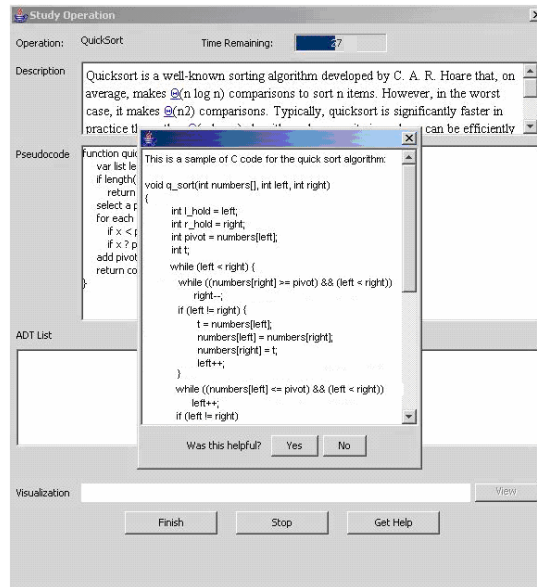 Study Operation
Operation: QuickSort Time Remaining: 27
Description
Quicksort is a well-known sorting algorithm developed by C. A. R. Hoare that, on
average, makes Θ(n log n) comparisons to sort n items. However, in the worst
case, it makes Θ(n2) comparisons. Typically, quicksort is significantly faster in
practice can be efficiently
Pseudocode
function
var list
if length(
return
select a
for each
if x <
if x ?
add pivot
return
}
This is a sample of C code for the quick sort algorithm:
void q_sort(int numbers[], int left, int right)
{
int l_hold = left;
int r_hold = right;
int pivot = numbers[left];
int t;
while (left < right) {
while ((numbers[right] >= pivot) && (left < right))
right--;
if (left != right) {
t = numbers[left];
numbers[left] = numbers[right];
numbers[right] = t;
left++;
}
while ((numbers[left] <= pivot) && (left < right))
left++;
if (left != right)
Was this helpful? Yes No
ADT List
Visualization View
Finish Stop Get Help